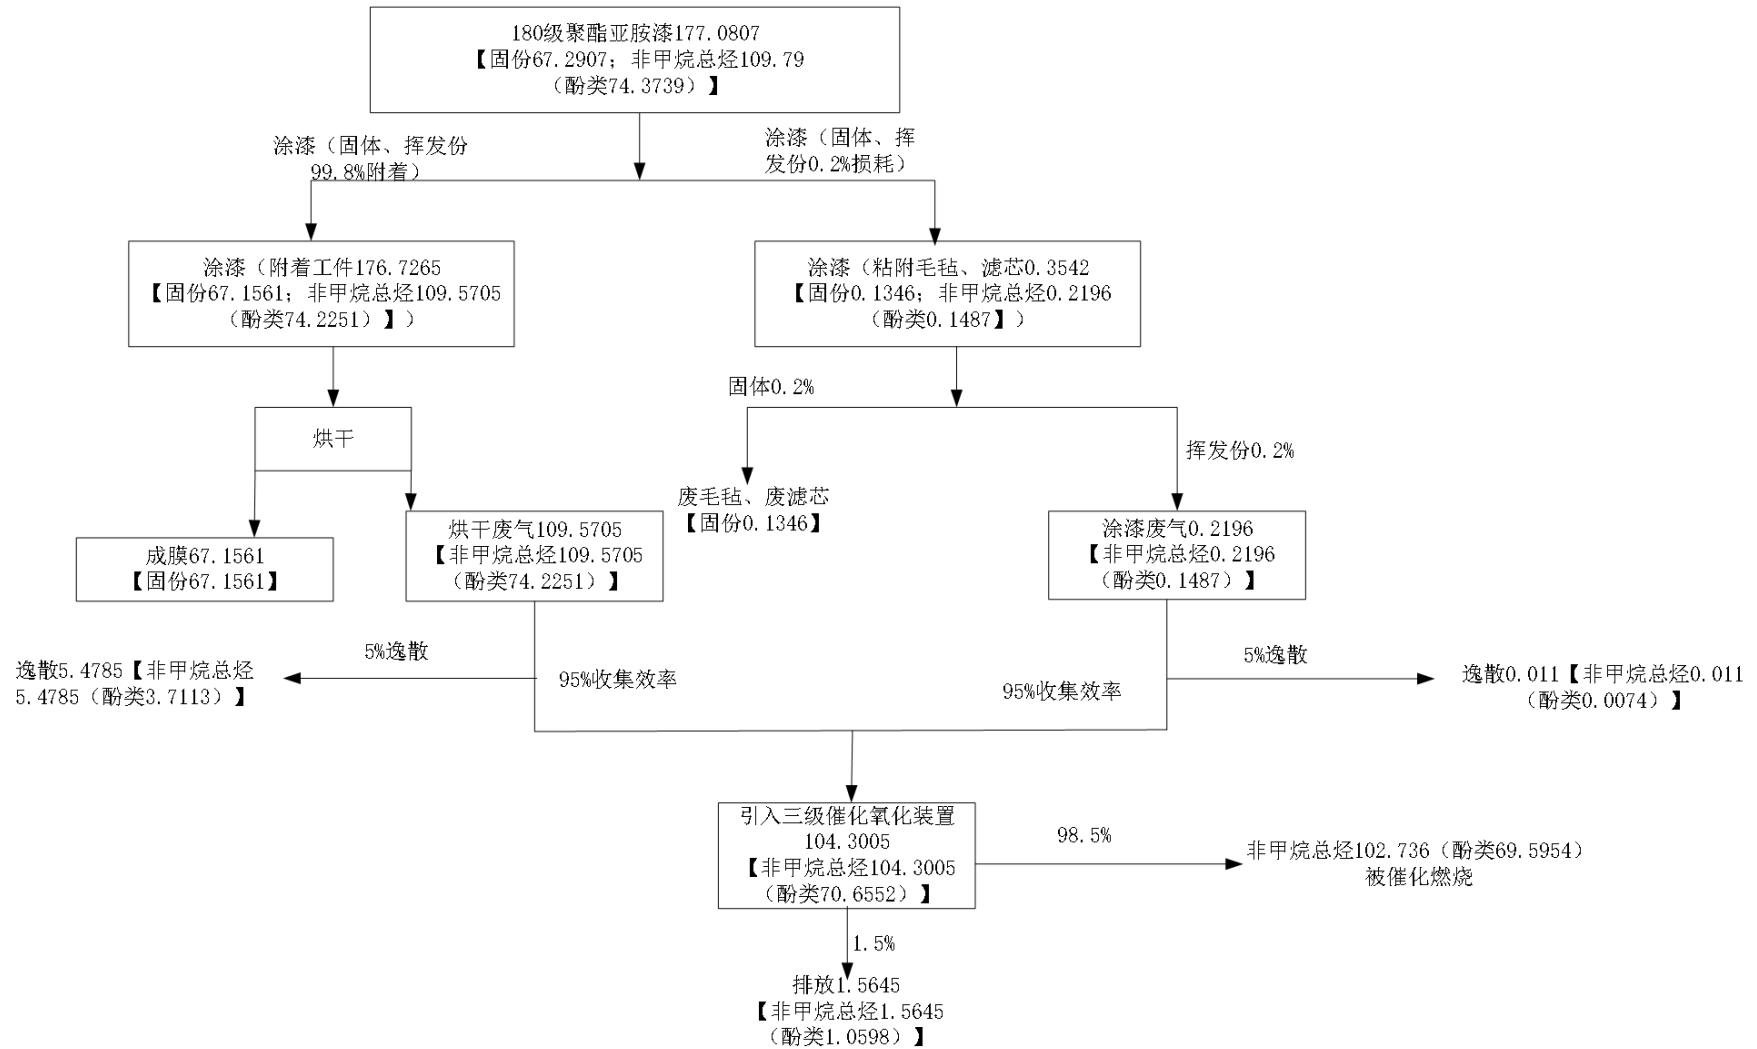 180级聚酯亚胺漆177.0807
【固份67.2907；非甲烷总烃109.79
（酚类74.3739）】
涂漆（固体、挥发份
99.8%附着）
涂漆（固体、挥
发份0.2%损耗）
涂漆（附着工件176.7265
【固份67.1561；非甲烷总烃109.5705
（酚类74.2251）】）
涂漆（粘附毛毡、滤芯0.3542
【固份0.1346；非甲烷总烃0.2196
（酚类0.1487】）
固体0.2%
烘干
挥发份0.2%
废毛毡、废滤芯
【固份0.1346】
成膜67.1561
【固份67.1561】
烘干废气109.5705
【非甲烷总烃109.5705
（酚类74.2251）】
涂漆废气0.2196
【非甲烷总烃0.2196
（酚类0.1487）】
5%逸散
逸散5.4785【非甲烷总烃
5.4785（酚类3.7113）】
95%收集效率
95%收集效率
5%逸散
逸散0.011【非甲烷总烃0.011
（酚类0.0074）】
引入三级催化氧化装置
104.3005
【非甲烷总烃104.3005
（酚类70.6552）】
98.5%
非甲烷总烃102.736（酚类69.5954）
被催化燃烧
1.5%
排放1.5645
【非甲烷总烃1.5645
（酚类1.0598）】